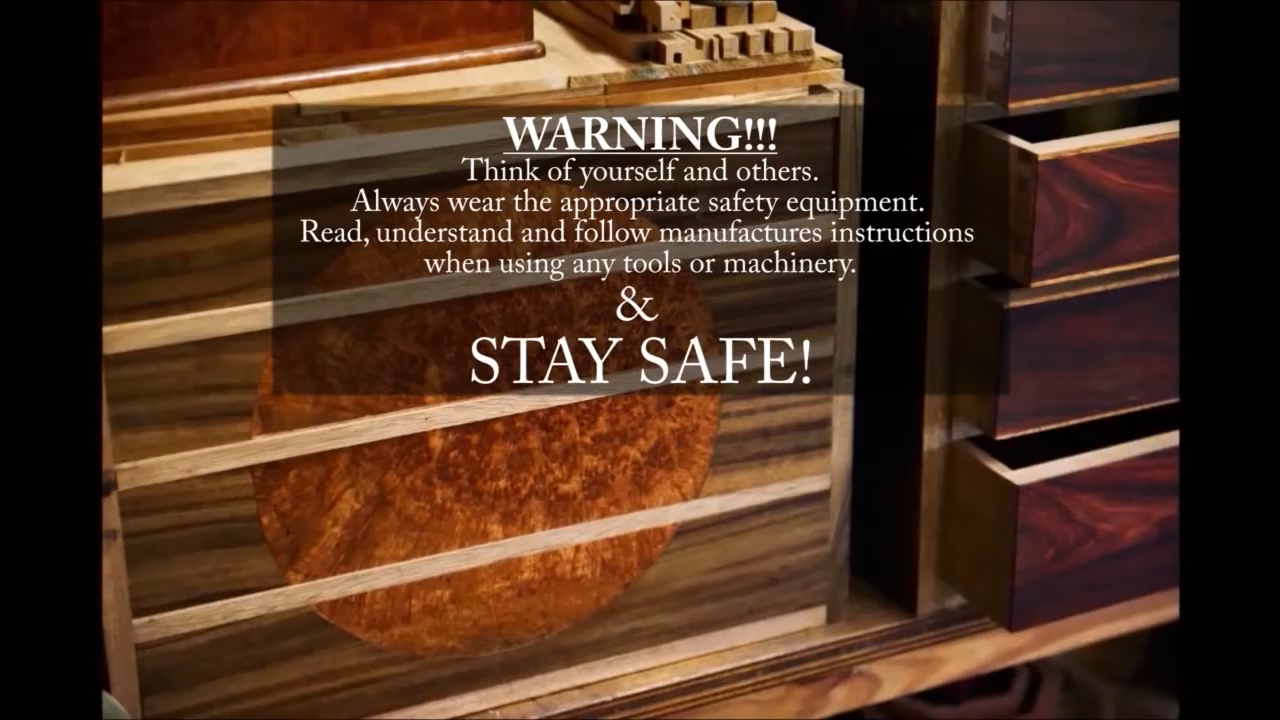 WARNING!!!
Think of yourself and others.
Always wear the appropriate safety equipment.
Read, understand and follow manufactures instructions
when using any tools or machinery.
&
STAY SAFE!